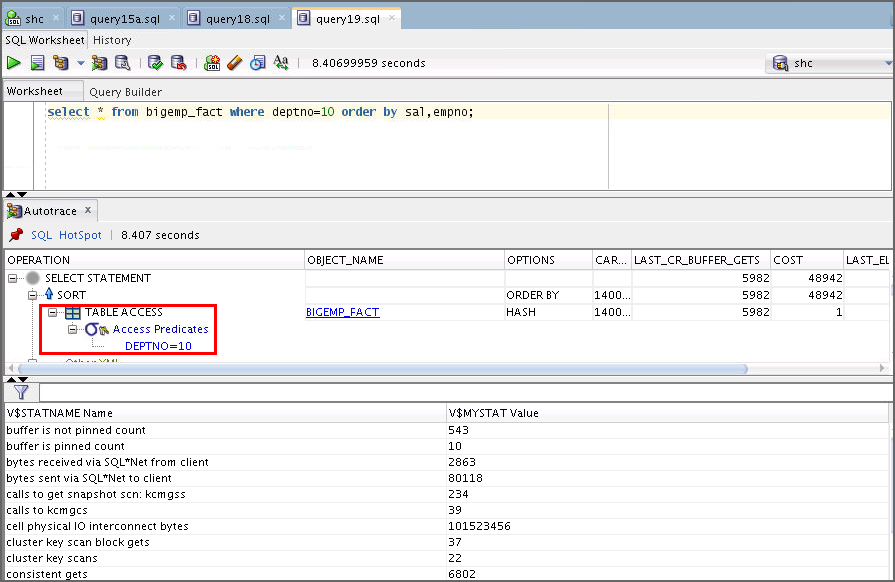 shc query15a.sql query18.sql query19.sql
SQL Worksheet History
8.40699959 seconds shc
Worksheet Query Builder
select * from bigemp_fact where deptno=10 order by sal,empno;
Autotrace x
SQL HotSpot 8.407 seconds
OPERATION OBJECT_NAME OPTIONS CAR... LAST_CR_BUFFER_GETS COST LAST_EL
SELECT STATEMENT 5982 48942
SORT ORDER BY 1400... 5982 48942
TABLE ACCESS BIGEMP_FACT HASH 1400... 5982 1
Access Predicates
DEPTNO=10
V$STATNAME Name V$MYSTAT Value
buffer is not pinned count 543
buffer is pinned count 10
bytes received via SQL*Net from client 2863
bytes sent via SQL*Net to client 80118
calls to get snapshot scn: kcmgss 234
calls to kcmgcs 39
cell physical IO interconnect bytes 101523456
cluster key scan block gets 37
cluster key scans 22
consistent gets 6802